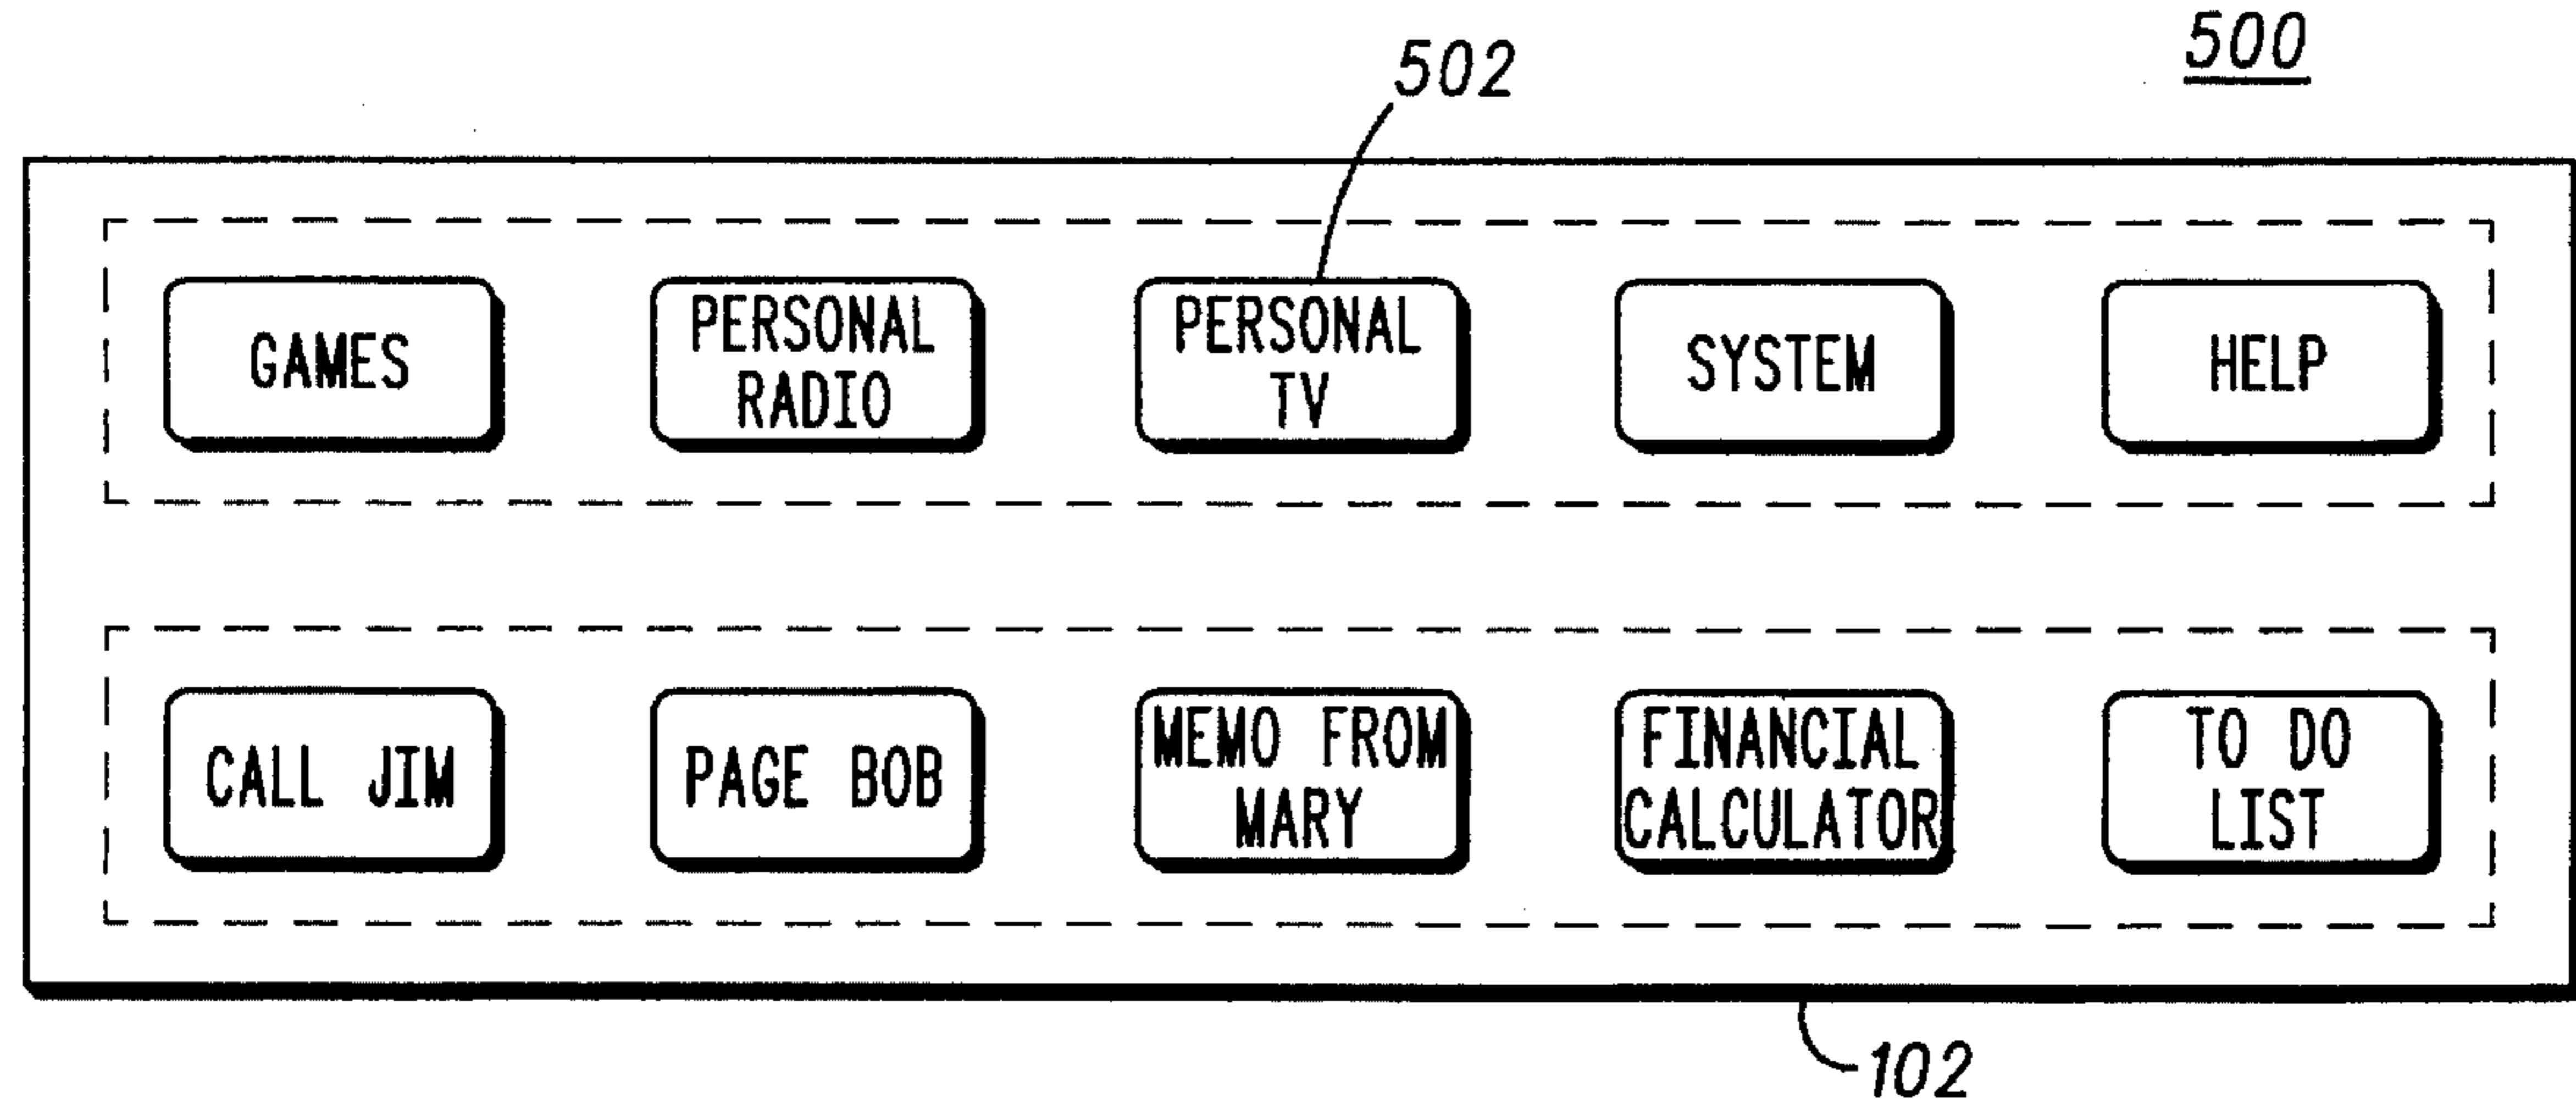 500
502
GAMES
PERSONAL
RADIO
PERSONAL
TV
SYSTEM
HELP
CALL JIM
PAGE BOB
MEMO FROM
MARY
FINANCIAL
CALCULATOR
TO DO
LIST
102